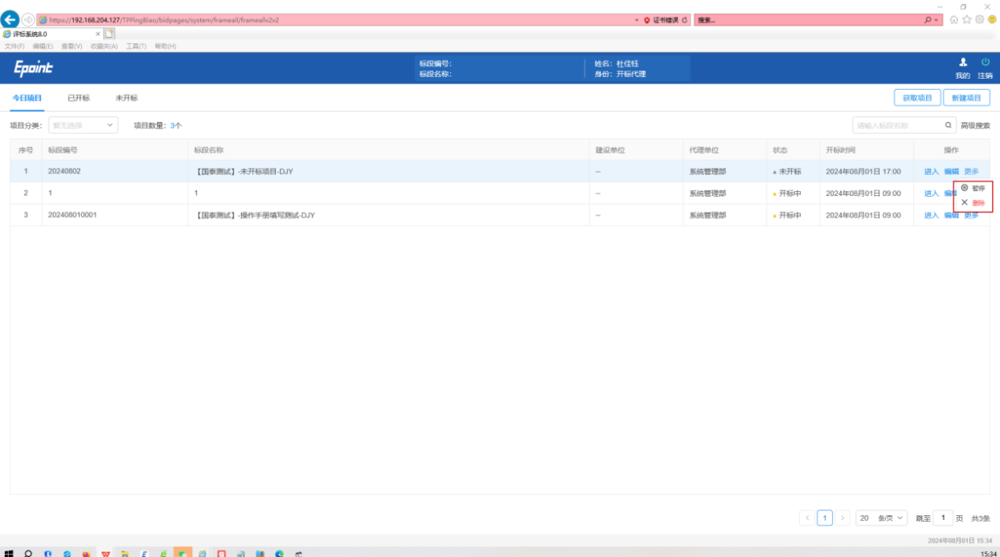 https://192.168.204.127/TPPingBiao/bidpages/system/frameall/frameallv2v2
证书错误
搜索...
评标系统8.0
文件(F) 编辑(E) 查看(V) 收藏夹(A) 工具(T) 帮助(H)
Epoint
标段编号：
标段名称：
姓名：杜佳钰
身份：开标代理
我的 注销
今日项目 已开标 未开标
获取项目 新建项目
项目分类： 暂无选择 项目数量：3个
请输入标段名称 高级搜索
序号 标段编号 标段名称 建设单位 代理单位 状态 开标时间 操作
1 20240802 【国泰测试】-未开标项目-DJY -- 系统管理部 未开标 2024年08月01日 17:00 进入 编辑 更多
暂停
2 1 1 -- 系统管理部 开标中 2024年08月01日 09:00 进入
删除
3 202408010001 【国泰测试】-操作手册填写测试-DJY -- 系统管理部 开标中 2024年08月01日 09:00 进入 编辑 更多
1 20 条/页 跳至 1 页 共3条
2024年08月01日 15:34
15:34